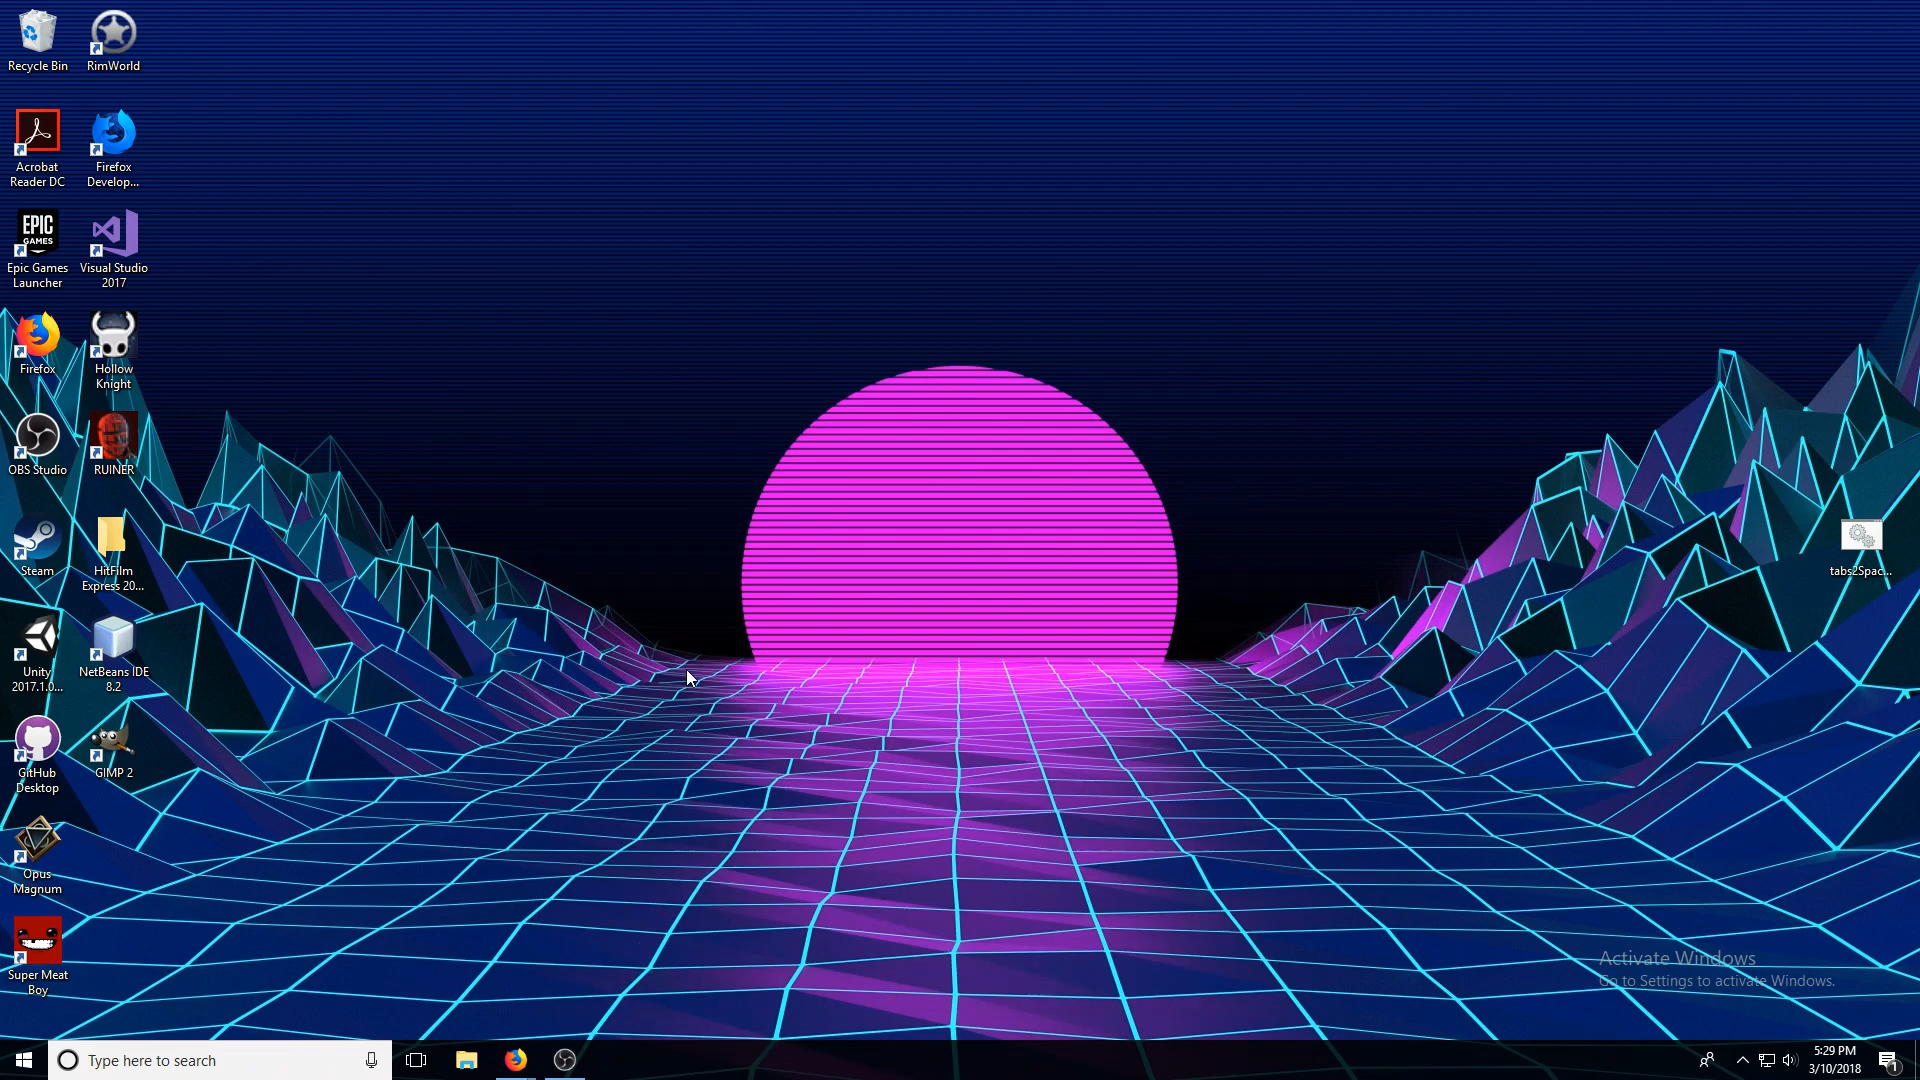 Recycle Bin
RimWorld
Acrobat
Reader DC
Firefox
Develop...
EPIC
GAMES
Epic Games
Launcher
Visual Studio
2017
Firefox
Hollow
Knight
OBS Studio
RUINER
Steam
HitFilm
Express 20...
Unity
2017.1.0...
NetBeans IDE
8.2
GitHub
Desktop
GIMP 2
Opus
Magnum
Super Meat
Boy
tabs2Spac...
Activate Windows
Go to Settings to activate Windows.
Type here to search
5:29 PM
3/10/2018
1